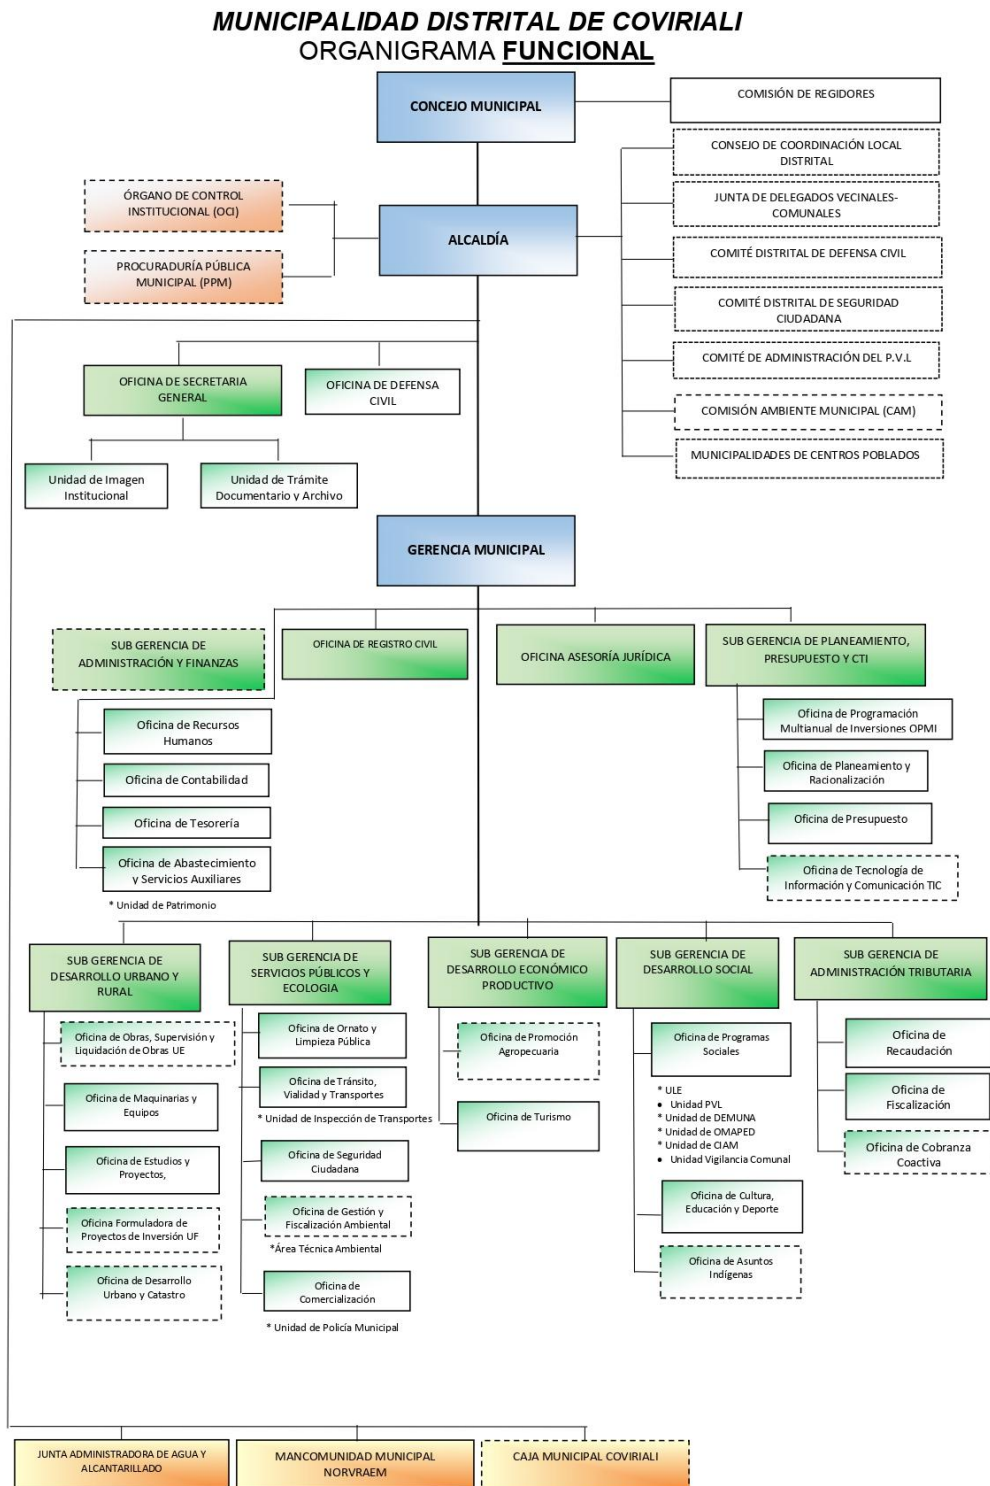 MUNICIPALIDAD DISTRITAL DE COVIRIALI
ORGANIGRAMA FUNCIONAL
CONCEJO MUNICIPAL
COMISIÓN DE REGIDORES
CONSEJO DE COORDINACIÓN LOCAL
DISTRITAL
JUNTA DE DELEGADOS VECINALES-
COMUNALES
COMITÉ DISTRITAL DE DEFENSA CIVIL
COMITÉ DISTRITAL DE SEGURIDAD
CIUDADANA
COMITÉ DE ADMINISTRACIÓN DEL P.V.L
COMISIÓN AMBIENTE MUNICIPAL (CAM)
MUNICIPALIDADES DE CENTROS POBLADOS
ÓRGANO DE CONTROL
INSTITUCIONAL (OCI)
PROCURADURÍA PÚBLICA
MUNICIPAL (PPM)
ALCALDÍA
OFICINA DE SECRETARIA
GENERAL
OFICINA DE DEFENSA
CIVIL
Unidad de Imagen
Institucional
Unidad de Trámite
Documentario y Archivo
GERENCIA MUNICIPAL
SUB GERENCIA DE
ADMINISTRACIÓN Y FINANZAS
OFICINA DE REGISTRO CIVIL
OFICINA ASESORÍA JURÍDICA
SUB GERENCIA DE PLANEAMIENTO,
PRESUPUESTO Y CTI
Oficina de Recursos
Humanos
Oficina de Contabilidad
Oficina de Tesorería
Oficina de Abastecimiento
y Servicios Auxiliares
* Unidad de Patrimonio
Oficina de Programación
Multianual de Inversiones OPMI
Oficina de Planeamiento y
Racionalización
Oficina de Presupuesto
Oficina de Tecnología de
Información y Comunicación TIC
SUB GERENCIA DE
DESARROLLO URBANO Y
RURAL
Oficina de Obras, Supervisión y
Liquidación de Obras UE
Oficina de Maquinarias y
Equipos
Oficina de Estudios y
Proyectos,
Oficina Formuladora de
Proyectos de Inversión UF
Oficina de Desarrollo
Urbano y Catastro
SUB GERENCIA DE
SERVICIOS PÚBLICOS Y
ECOLOGIA
Oficina de Ornato y
Limpieza Pública
Oficina de Tránsito,
Vialidad y Transportes
* Unidad de Inspección de Transportes
Oficina de Seguridad
Ciudadana
Oficina de Gestión y
Fiscalización Ambiental
*Área Técnica Ambiental
Oficina de
Comercialización
* Unidad de Policía Municipal
SUB GERENCIA DE
DESARROLLO ECONÓMICO
PRODUCTIVO
Oficina de Promoción
Agropecuaria
Oficina de Turismo
SUB GERENCIA DE
DESARROLLO SOCIAL
Oficina de Programas
Sociales
* ULE
• Unidad PVL
* Unidad de DEMUNA
* Unidad de OMAPED
* Unidad de CIAM
• Unidad Vigilancia Comunal
Oficina de Cultura,
Educación y Deporte
Oficina de Asuntos
Indígenas
SUB GERENCIA DE
ADMINISTRACIÓN TRIBUTARIA
Oficina de
Recaudación
Oficina de
Fiscalización
Oficina de Cobranza
Coactiva
JUNTA ADMINISTRADORA DE AGUA Y
ALCANTARILLADO
MANCOMUNIDAD MUNICIPAL
NORVRAEM
CAJA MUNICIPAL COVIRIALI